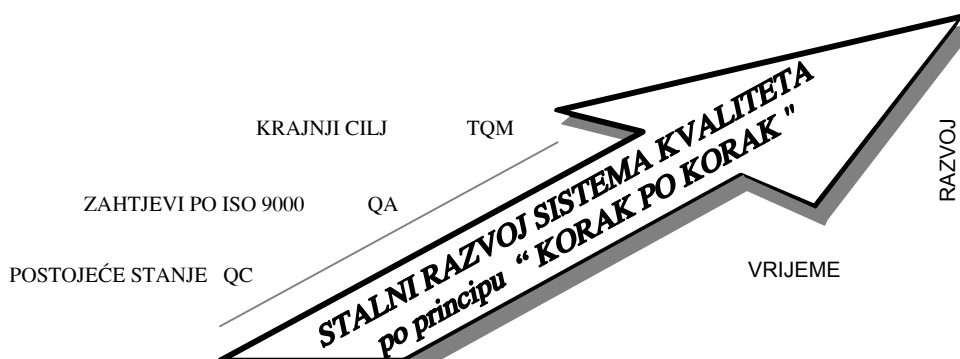 KRAJNJI CILJ TQM
ZAHTJEVI PO ISO 9000 QA
POSTOJEĆE STANJE QC
STALNI RAZVOJ SISTEMA KVALITETA
po principu “ KORAK PO KORAK "
VRIJEME
RAZVOJ